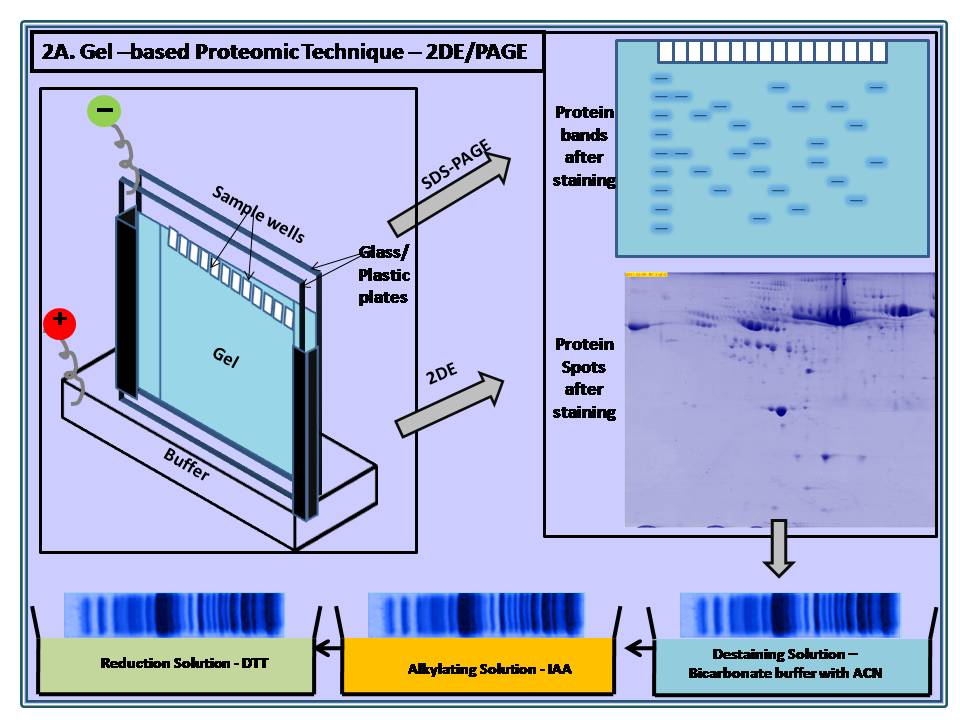 2A. Gel –based Proteomic Technique – 2DE/PAGE
−
Sample wells
Glass/
Plastic
plates
+
Gel
Buffer
SDS-PAGE
2DE
Protein
bands
after
staining
Protein
Spots
after
staining
Reduction Solution - DTT
Alkylating Solution - IAA
Destaining Solution –
Bicarbonate buffer with ACN